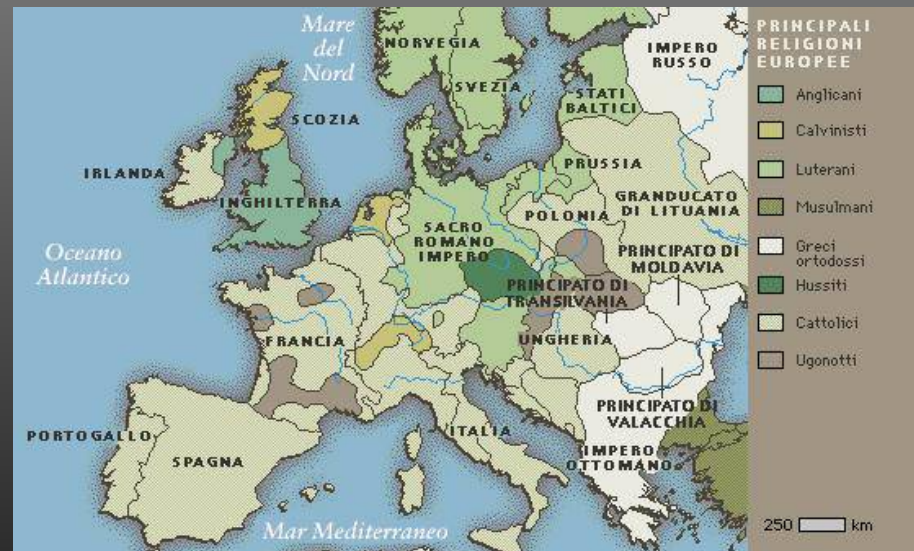 Mare
del
Nord
NORVEGIA
SVEZIA
STATI
BALTICI
IMPERO
RUSSO
SCOZIA
IRLANDA
INGHILTERRA
PRUSSIA
GRANDUCATO
DI LITUANIA
POLONIA
SACRO
ROMANO
IMPERO
Oceano
Atlantico
PRINCIPATO DI
MOLDAVIA
PRINCIPATO DI
TRANSILVANIA
FRANCIA
UNGHERIA
PRINCIPATO DI
VALACCHIA
PORTOGALLO
SPAGNA
ITALIA
IMPERO
OTTOMANO
Mar Mediterraneo
PRINCIPALI
RELIGIONI
EUROPEE
Anglicani
Calvinisti
Luterani
Musulmani
Greci
ortodossi
Hussiti
Cattolici
Ugonotti
250 km